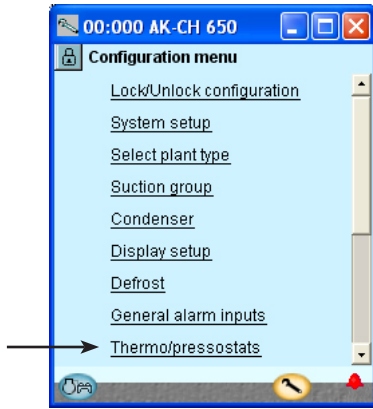 00:000 AK-CH 650
Configuration menu
Lock/Unlock configuration
System setup
Select plant type
Suction group
Condenser
Display setup
Defrost
General alarm inputs
Thermo/pressostats